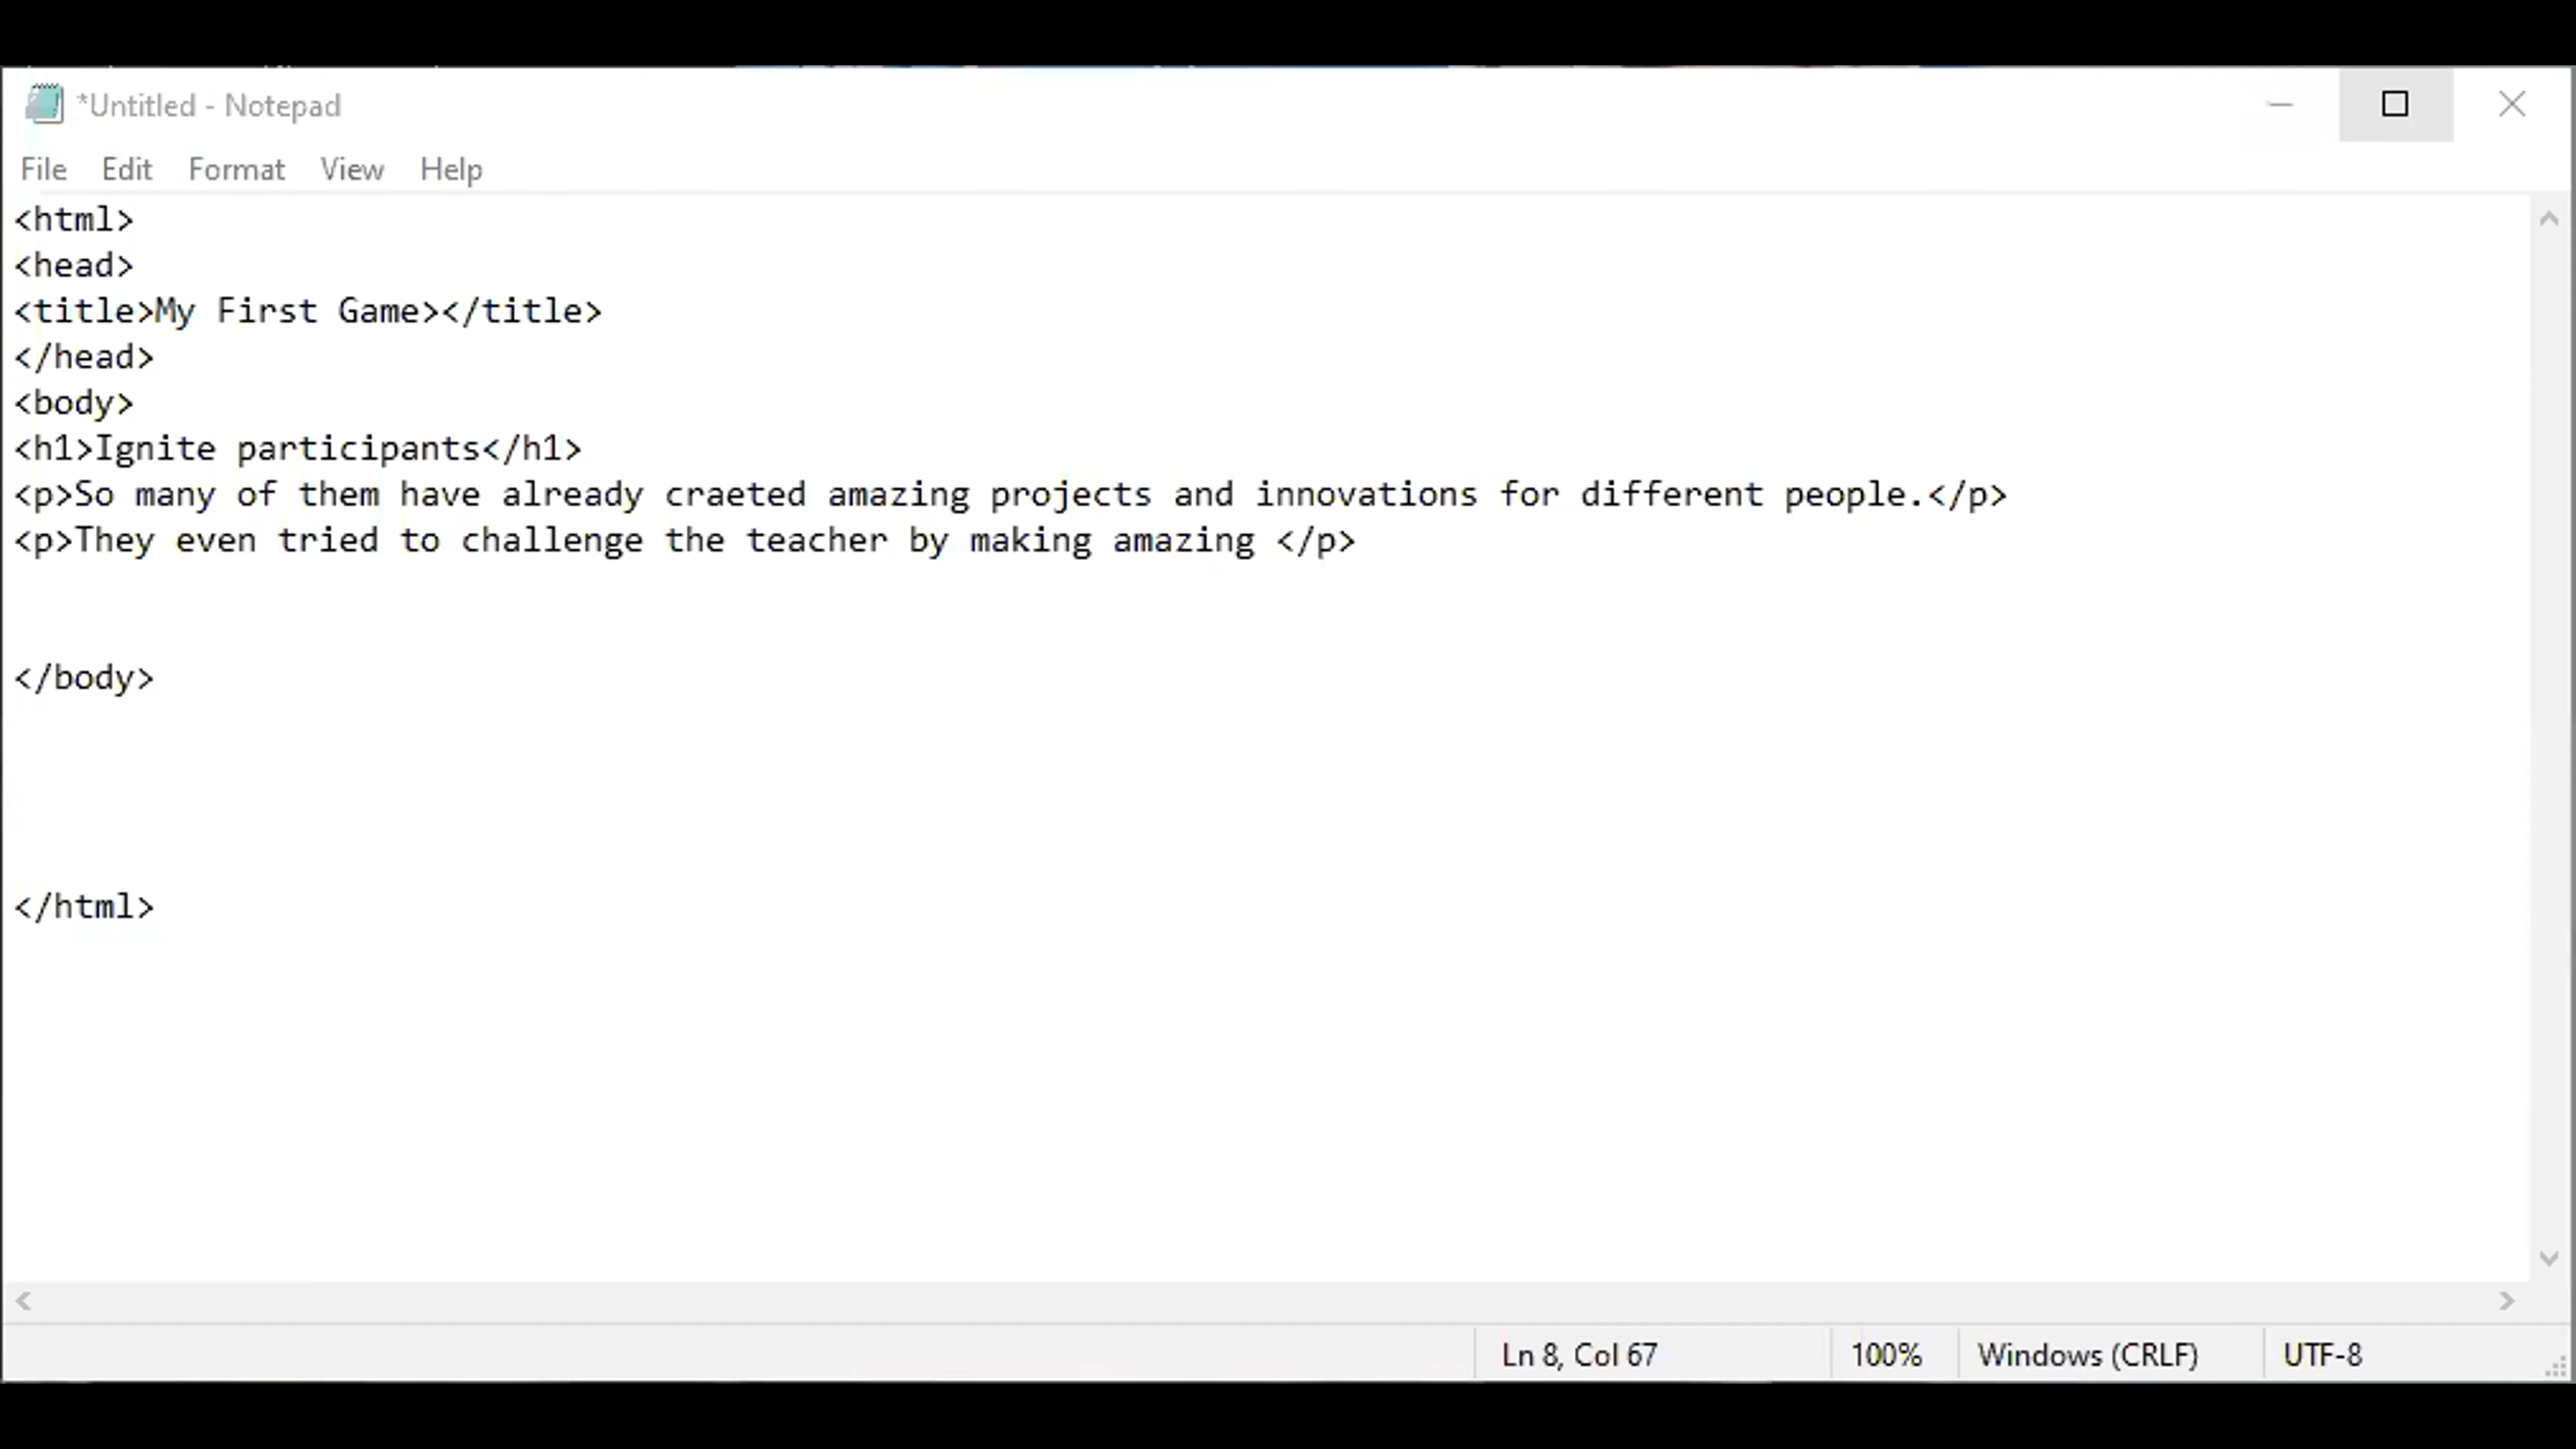 *Untitled - Notepad
File Edit Format View Help
<html>
<head>
<title>My First Game></title>
</head>
<body>
<h1>Ignite participants</h1>
<p>So many of them have already craeted amazing projects and innovations for different people.</p>
<p>They even tried to challenge the teacher by making amazing </p>
</body>
</html>
Ln 8, Col 67 100% Windows (CRLF) UTF-8